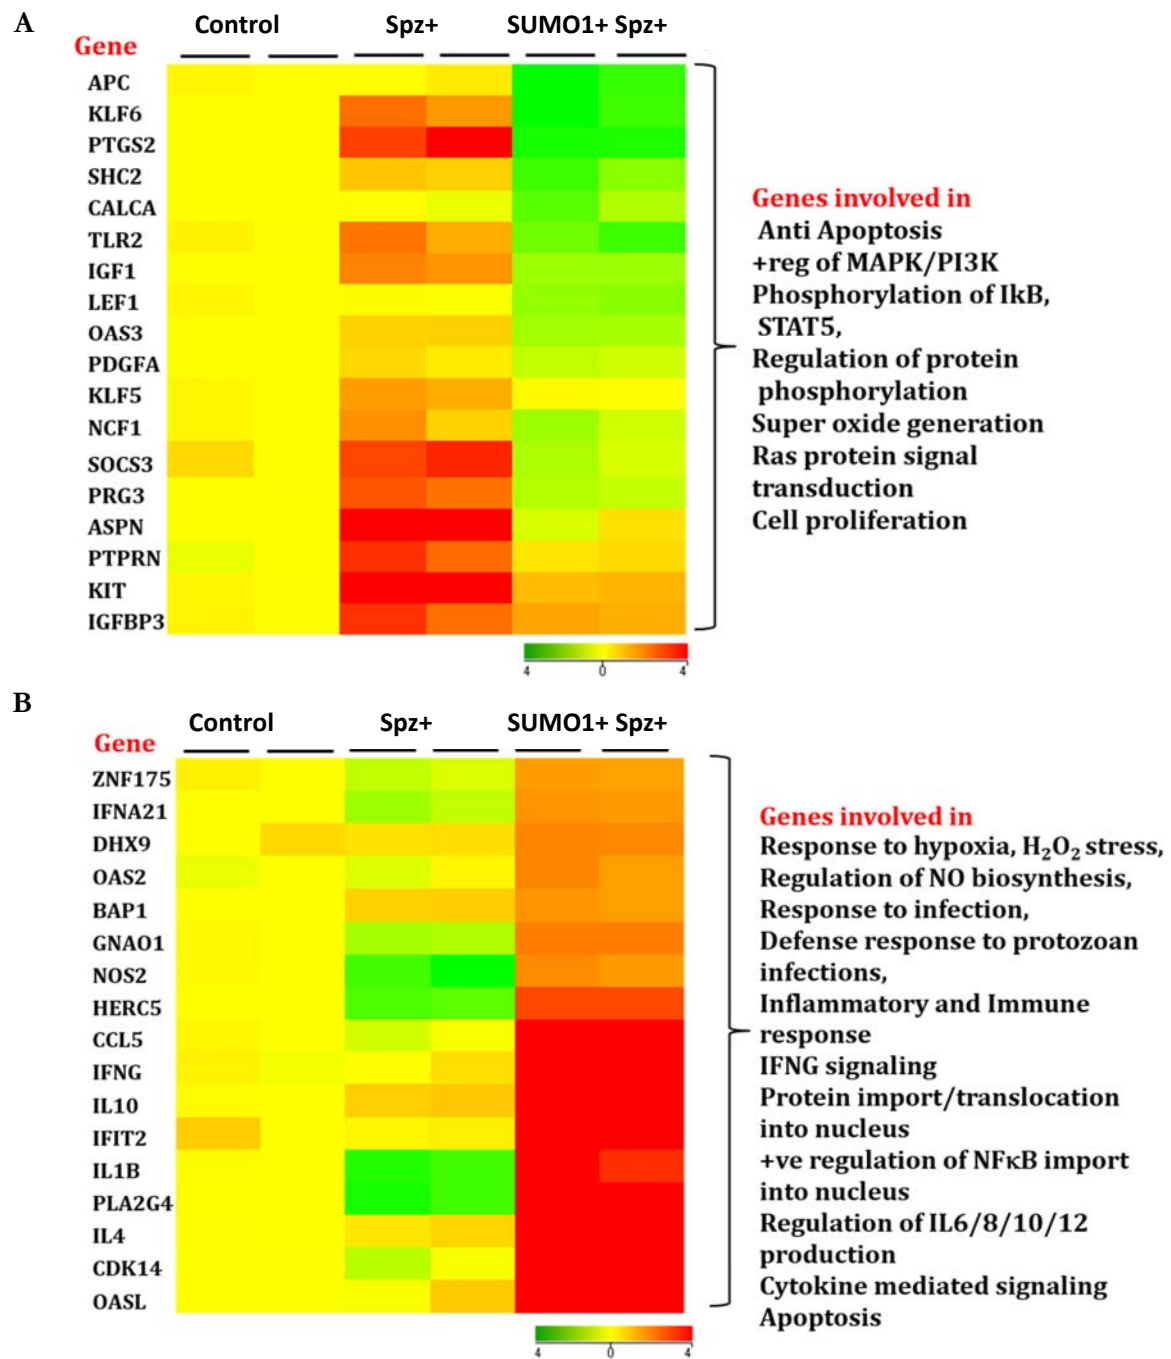 A
Control Spz+ SUMO1+ Spz+
Gene
APC
KLF6
PTGS2
SHC2
CALCA
TLR2
IGF1
LEF1
OAS3
PDGFA
KLF5
NCF1
SOCS3
PRG3
ASPN
PTPRN
KIT
IGFBP3
Genes involved in
Anti Apoptosis
+reg of MAPK/PI3K
Phosphorylation of IkB,
STAT5,
Regulation of protein
phosphorylation
Super oxide generation
Ras protein signal
transduction
Cell proliferation
4 0 4
B
Control Spz+ SUMO1+ Spz+
Gene
ZNF175
IFNA21
DHX9
OAS2
BAP1
GNAO1
NOS2
HERC5
CCL5
IFNG
IL10
IFIT2
IL1B
PLA2G4
IL4
CDK14
OASL
Genes involved in
Response to hypoxia, H₂O₂ stress,
Regulation of NO biosynthesis,
Response to infection,
Defense response to protozoan
infections,
Inflammatory and Immune
response
IFNG signaling
Protein import/translocation
into nucleus
+ve regulation of NFκB import
into nucleus
Regulation of IL6/8/10/12
production
Cytokine mediated signaling
Apoptosis
4 0 4